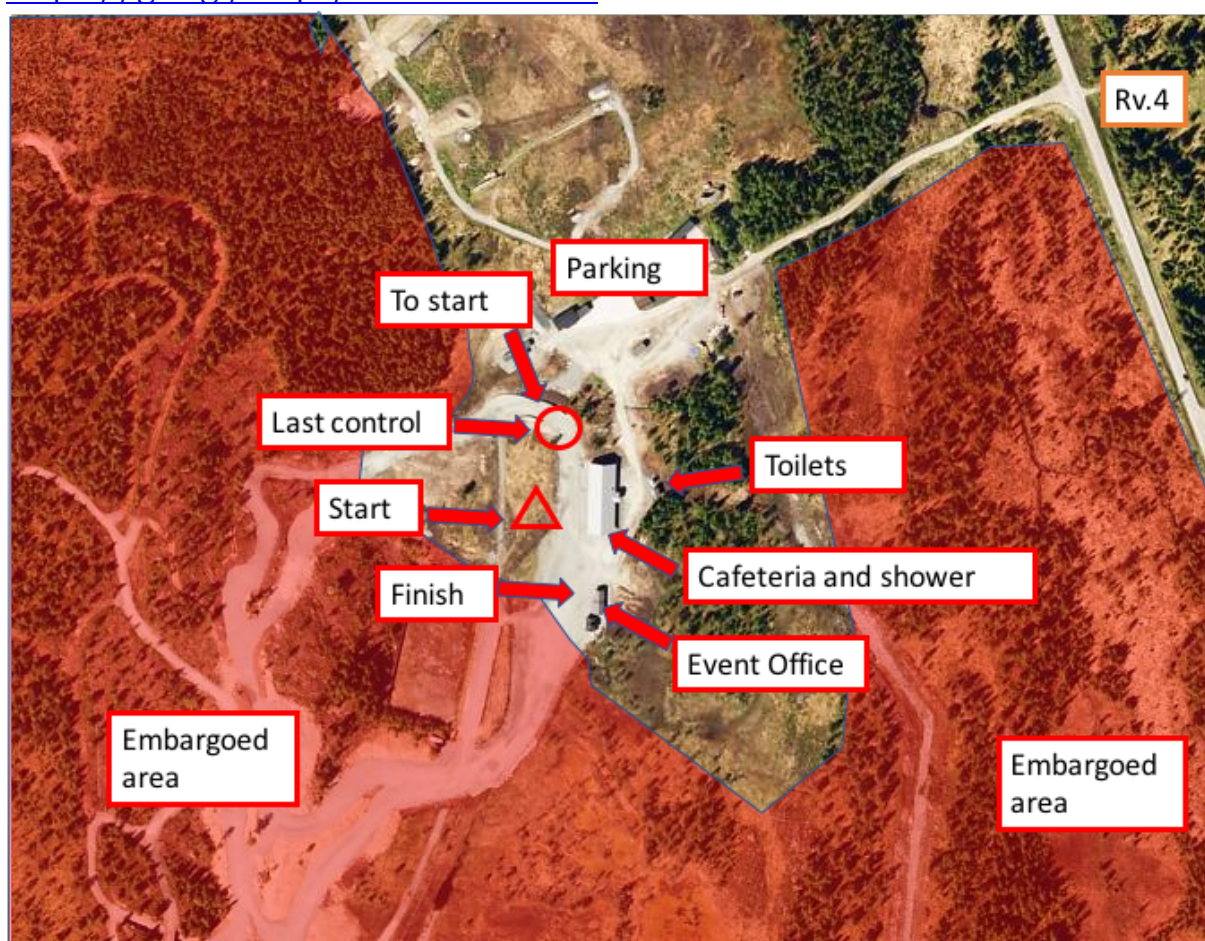 Rv.4
Parking
To start
Last control
Toilets
Start
Cafeteria and shower
Finish
Event Office
Embargoed
area
Embargoed
area